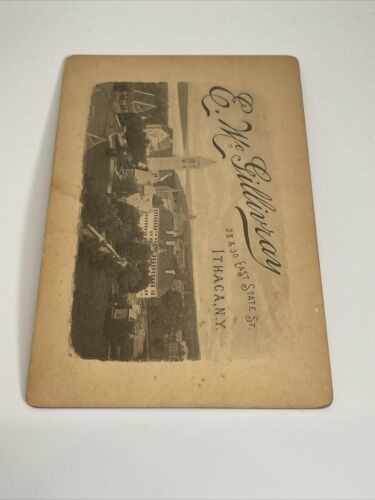 E. Mc Gillivray
28 & 30 EAST STATE ST.
ITHACA, N.Y.